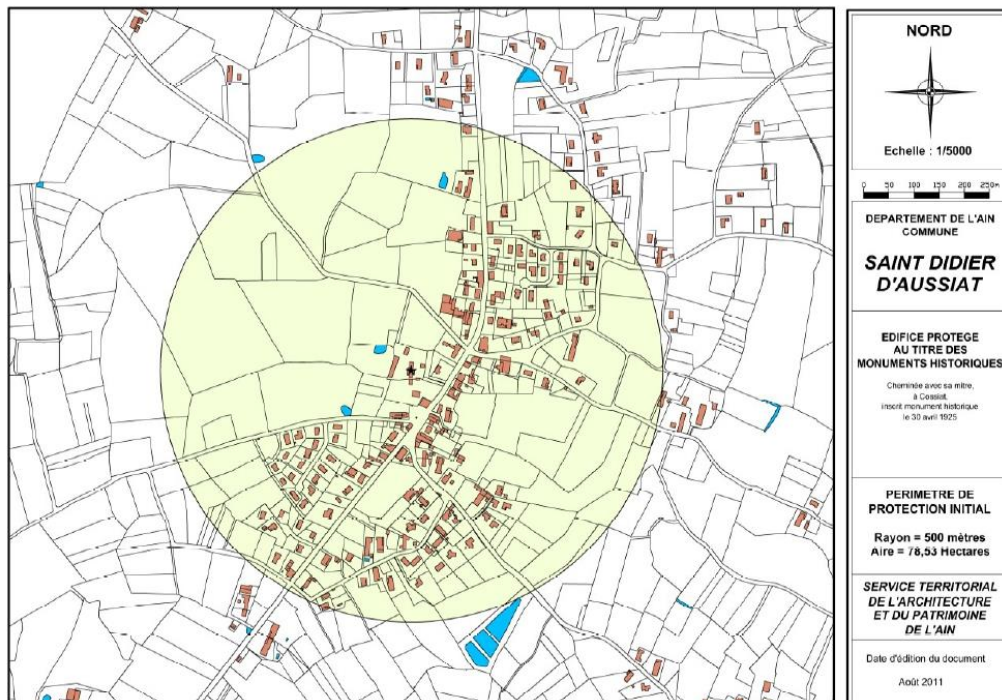 NORD
Echelle : 1/5000
0 50 100 150 200 250m
DEPARTEMENT DE L'AIN
COMMUNE
SAINT DIDIER
D'AUSSIAT
EDIFICE PROTEGE
AU TITRE DES
MONUMENTS HISTORIQUES
Cheminée avec sa mitre,
à Cossiat,
inscrit monument historique
le 30 avril 1925
PERIMETRE DE
PROTECTION INITIAL
Rayon = 500 mètres
Aire = 78,53 Hectares
SERVICE TERRITORIAL
DE L'ARCHITECTURE
ET DU PATRIMOINE
DE L'AIN
Date d'édition du document
Août 2011